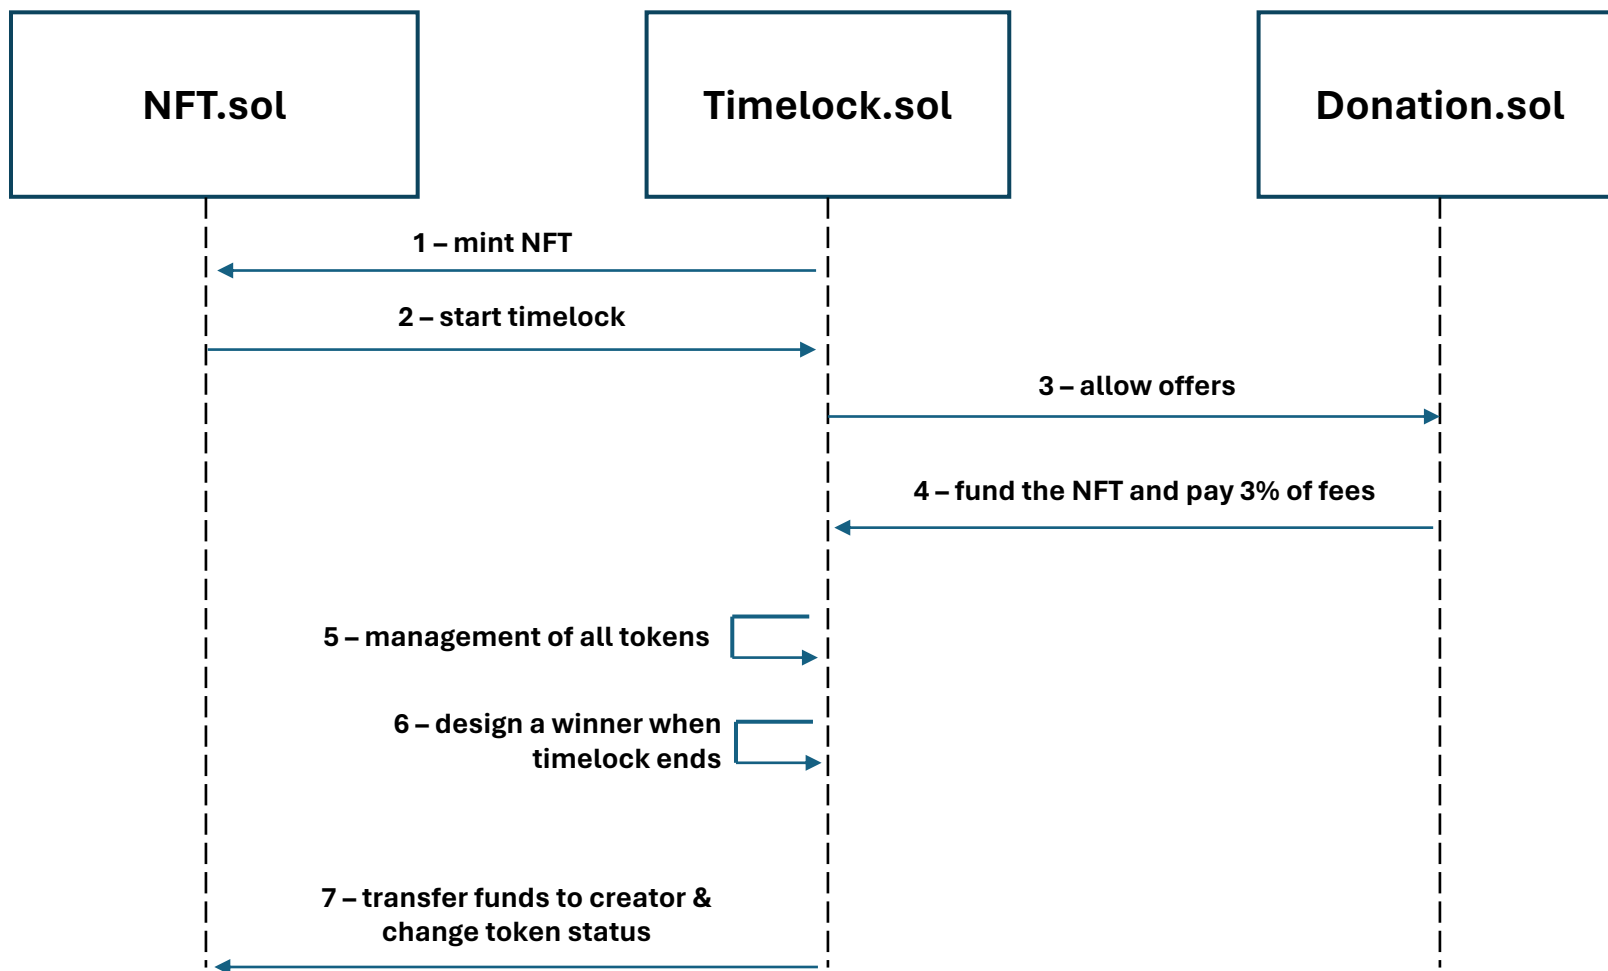 NFT.sol
Timelock.sol
Donation.sol
1 – mint NFT
2 – start timelock
3 – allow offers
4 – fund the NFT and pay 3% of fees
5 – management of all tokens
6 – design a winner when
timelock ends
7 – transfer funds to creator &
change token status